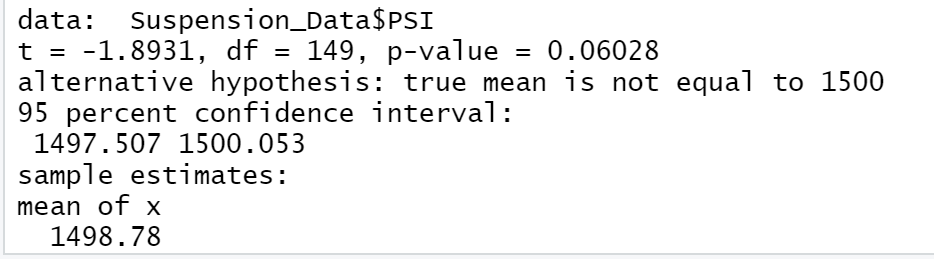 data:  Suspension_Data$PSI
t = -1.8931, df = 149, p-value = 0.06028
alternative hypothesis: true mean is not equal to 1500
95 percent confidence interval:
 1497.507 1500.053
sample estimates:
mean of x
  1498.78